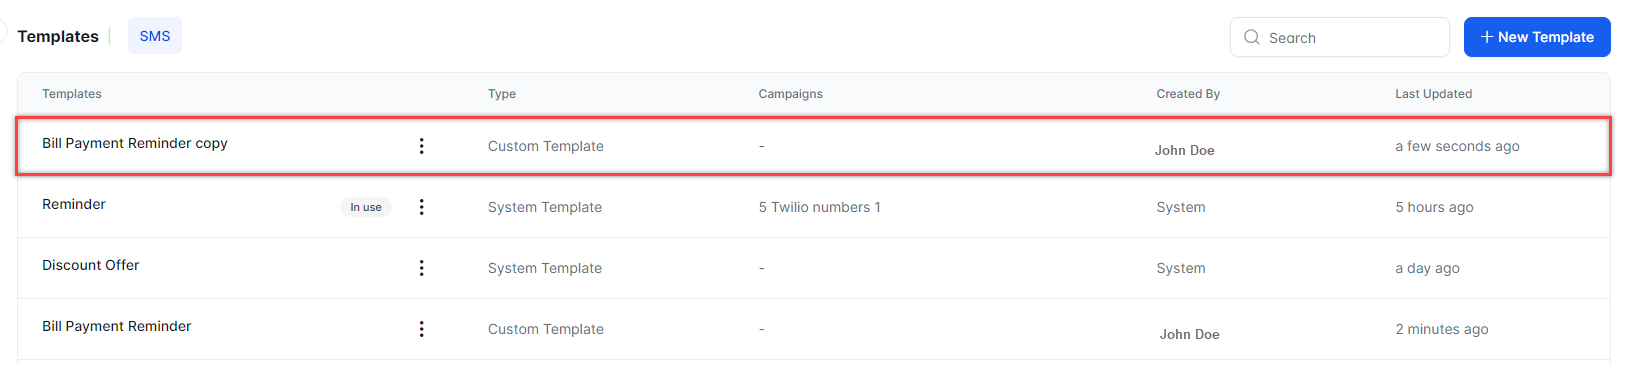 Templates SMS Search + New Template
Templates Type Campaigns Created By Last Updated
Bill Payment Reminder copy Custom Template - John Doe a few seconds ago
Reminder In use System Template 5 Twilio numbers 1 System 5 hours ago
Discount Offer System Template - System a day ago
Bill Payment Reminder Custom Template - John Doe 2 minutes ago